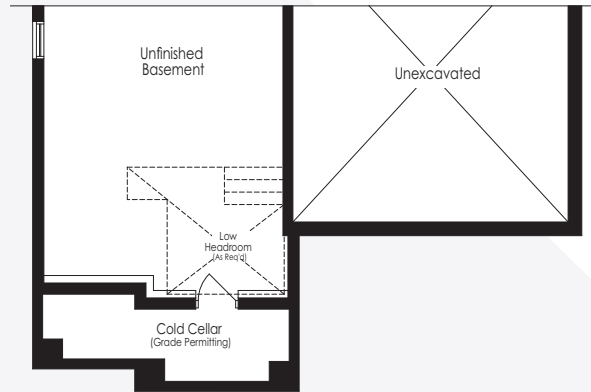 Unfinished
Basement
Unexcavated
Low
Headroom
(As Req'd)
Cold Cellar
(Grade Permitting)